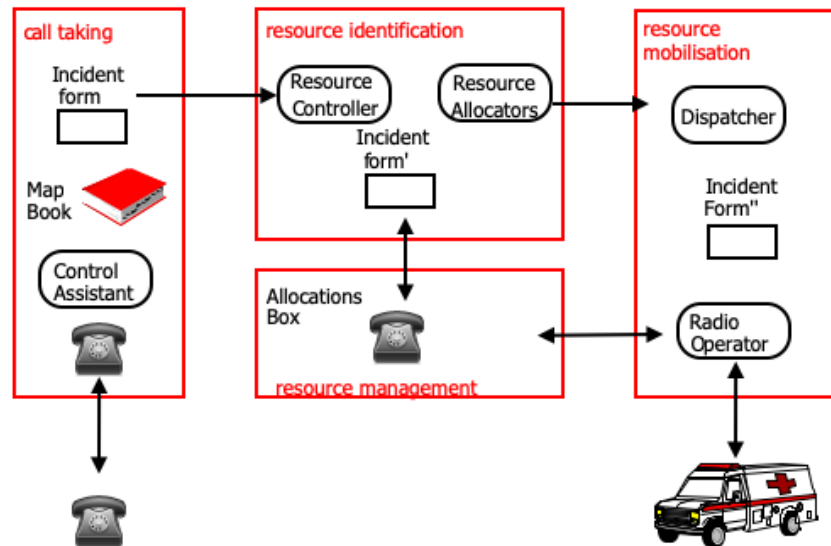 call taking
Incident
form
Map
Book
Control
Assistant
resource identification
Resource
Controller
Resource
Allocators
Incident
form'
Allocations
Box
resource management
resource
mobilisation
Dispatcher
Incident
Form"
Radio
Operator